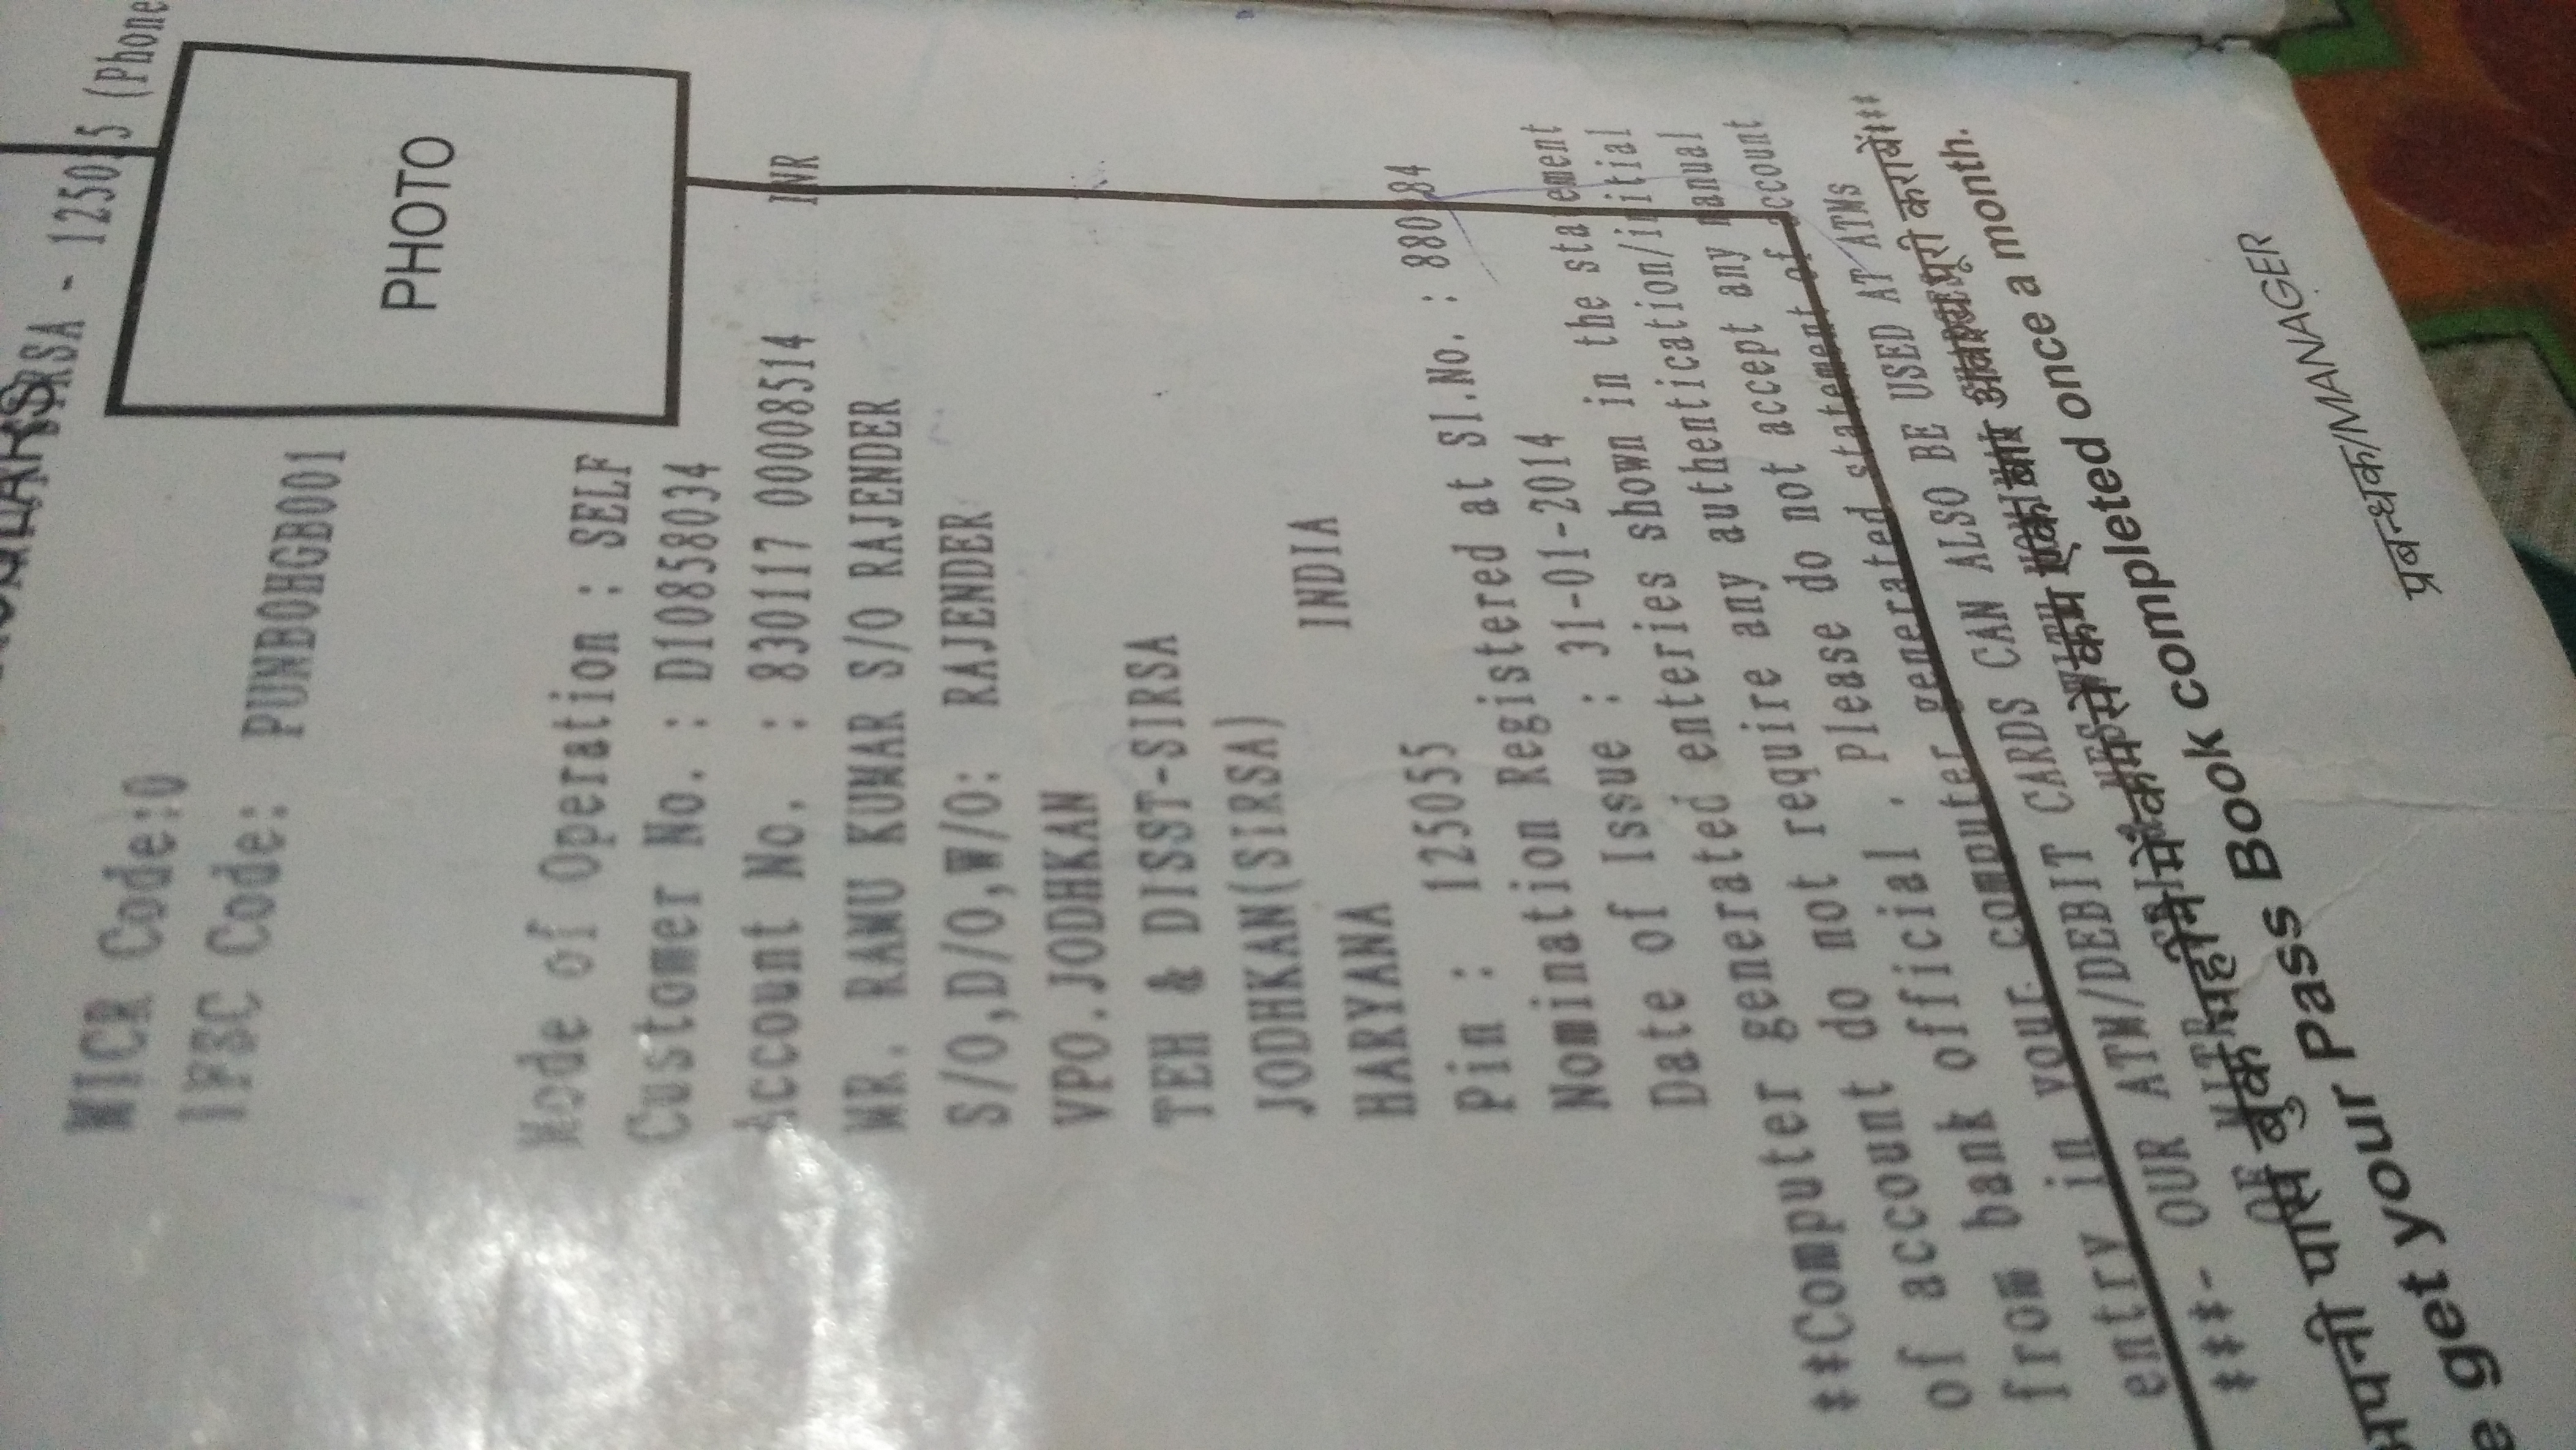 SIRSA - 125055 (Phone
MICR Code:0
IFSC Code: PUNB0HGB001
PHOTO
Mode of Operation : SELF
Customer No. : D10858034
Account No. : 830117 00008514 INR
MR. RAMU KUMAR S/O RAJENDER
S/O,D/O,W/O: RAJENDER
VPO.JODHKAN
TEH & DISST-SIRSA
JODHKAN(SIRSA)
HARYANA INDIA
Pin : 125055
Nomination Registered at Sl.No. : 880284
Date of Issue : 31-01-2014
**Computer generated enteries shown in the statement
of account do not require any authentication/initial
from bank official . Please do not accept any manual
entry in your computer generated statement of account
***- OUR ATM/DEBIT CARDS CAN ALSO BE USED AT ATMS
अपनी पास बुक महीने में कम से कम एक बार अवश्य पूरी करायें।
get your Pass Book completed once a month.
प्रबन्धक/MANAGER